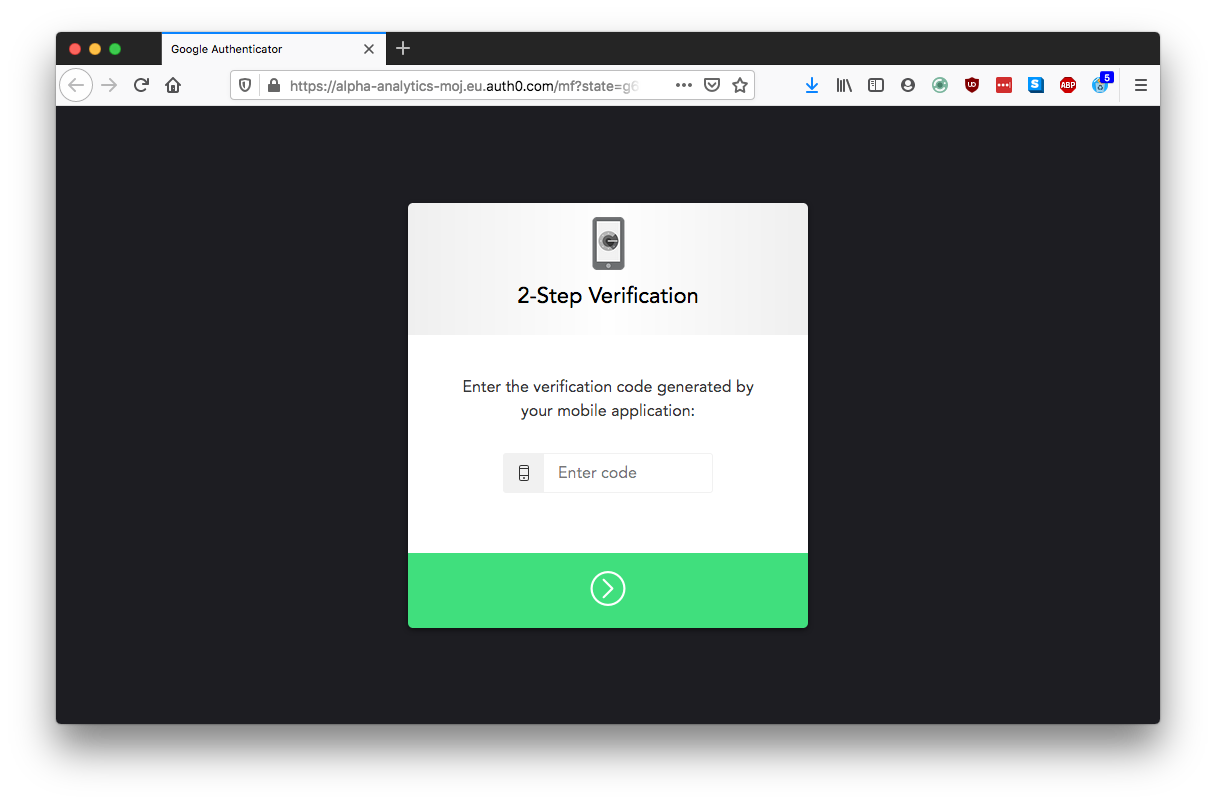 Google Authenticator
https://alpha-analytics-moj.eu.auth0.com/mf?state=g6
UD
S
ABP
5
2-Step Verification
Enter the verification code generated by
your mobile application:
Enter code